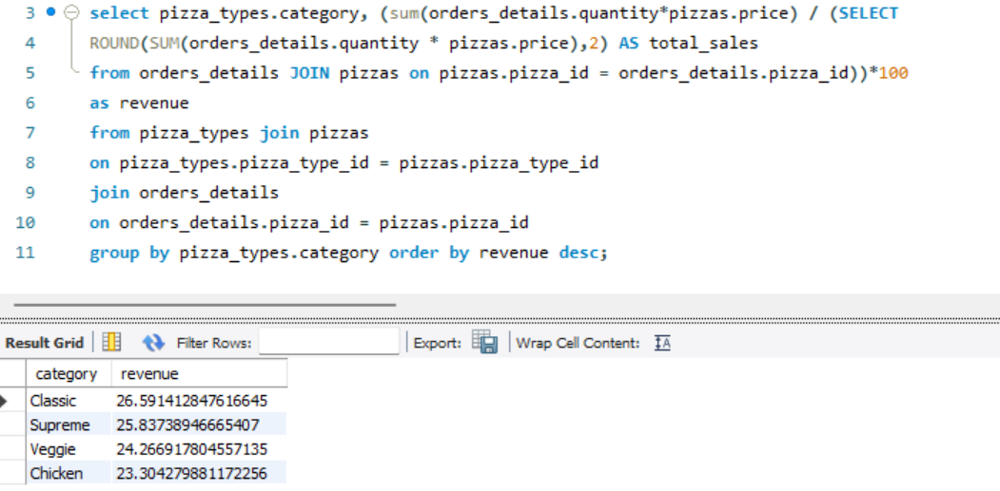 3 select pizza_types.category, (sum(orders_details.quantity*pizzas.price) / (SELECT
4 ROUND(SUM(orders_details.quantity * pizzas.price),2) AS total_sales
5 from orders_details JOIN pizzas on pizzas.pizza_id = orders_details.pizza_id))*100
6 as revenue
7 from pizza_types join pizzas
8 on pizza_types.pizza_type_id = pizzas.pizza_type_id
9 join orders_details
10 on orders_details.pizza_id = pizzas.pizza_id
11 group by pizza_types.category order by revenue desc;
Result Grid Filter Rows: Export: Wrap Cell Content: IA
category revenue
Classic 26.591412847616645
Supreme 25.83738946665407
Veggie 24.266917804557135
Chicken 23.304279881172256